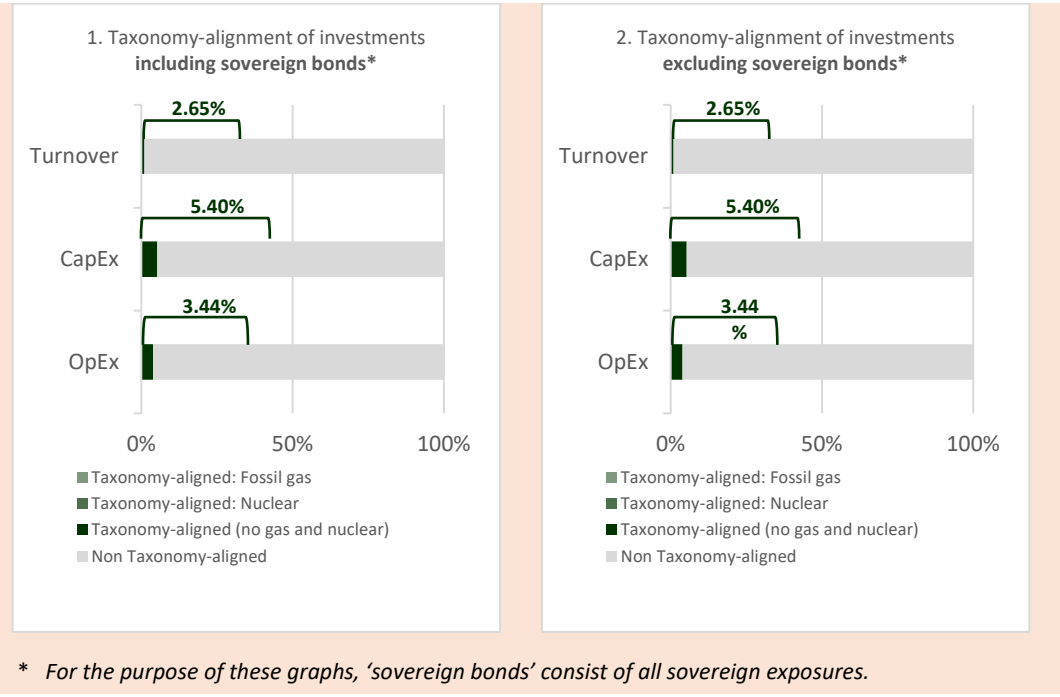 1. Taxonomy-alignment of investments
including sovereign bonds*
2.65%
Turnover
5.40%
CapEx
3.44%
OpEx
0%
50%
100%
Taxonomy-aligned: Fossil gas
Taxonomy-aligned: Nuclear
Taxonomy-aligned (no gas and nuclear)
Non Taxonomy-aligned
2. Taxonomy-alignment of investments
excluding sovereign bonds*
2.65%
Turnover
5.40%
CapEx
3.44
%
OpEx
0%
50%
100%
Taxonomy-aligned: Fossil gas
Taxonomy-aligned: Nuclear
Taxonomy-aligned (no gas and nuclear)
Non Taxonomy-aligned
* For the purpose of these graphs, ‘sovereign bonds’ consist of all sovereign exposures.